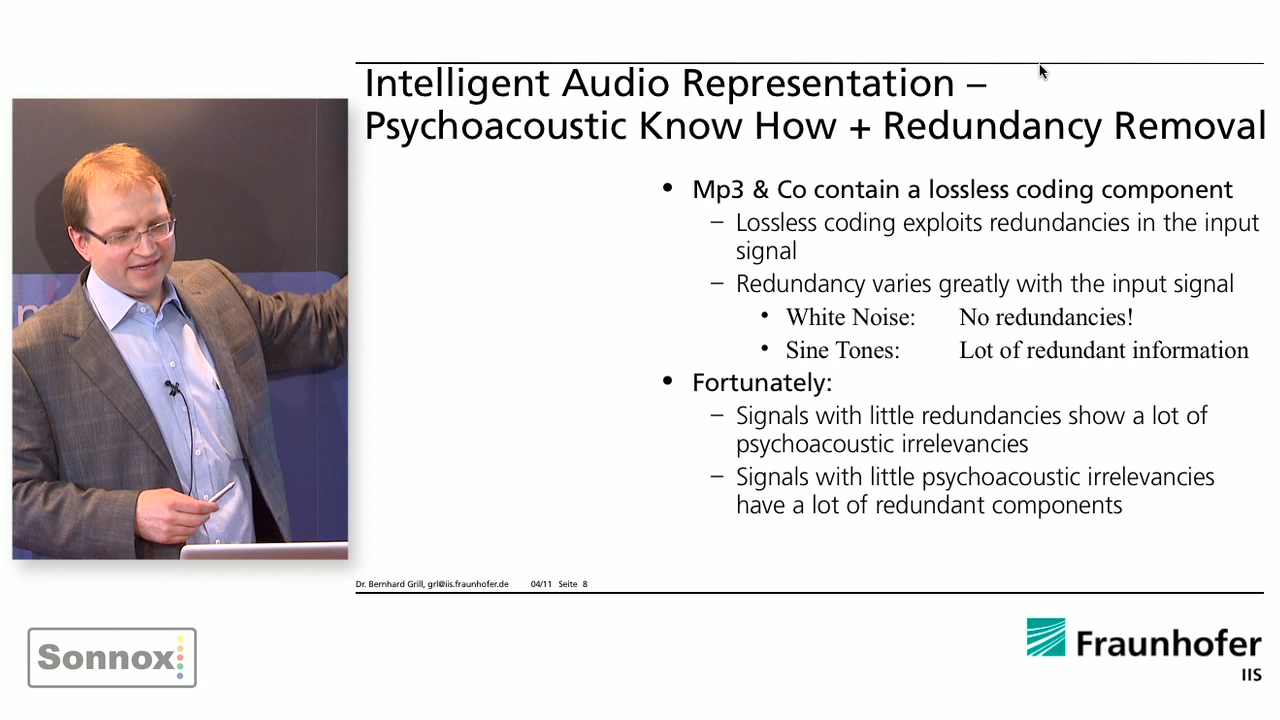 Intelligent Audio Representation –
Psychoacoustic Know How + Redundancy Removal
• Mp3 & Co contain a lossless coding component
– Lossless coding exploits redundancies in the input
signal
– Redundancy varies greatly with the input signal
• White Noise: No redundancies!
• Sine Tones: Lot of redundant information
• Fortunately:
– Signals with little redundancies show a lot of
psychoacoustic irrelevancies
– Signals with little psychoacoustic irrelevancies
have a lot of redundant components
Dr. Bernhard Grill, grl@iis.fraunhofer.de 04/11 Seite 8
Sonnox
Fraunhofer
IIS